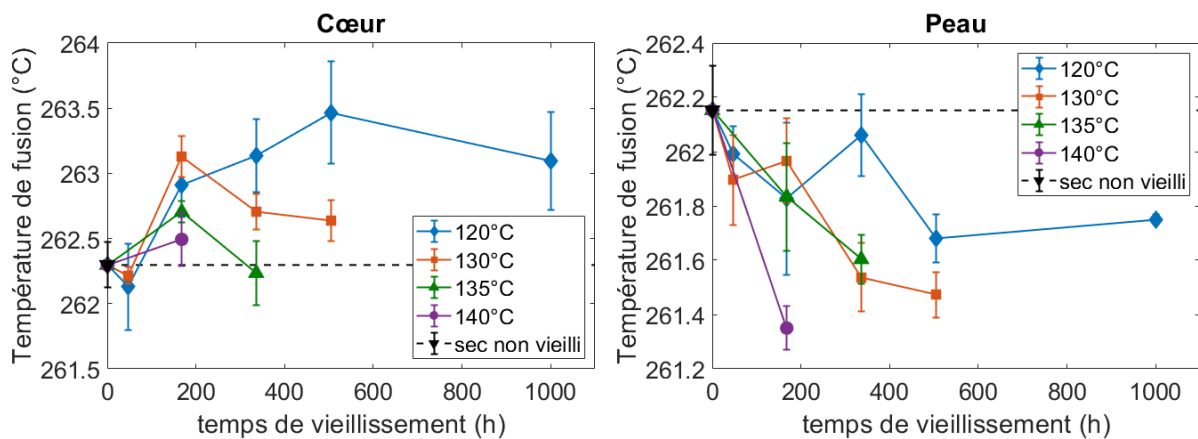 Cœur
Température de fusion (°C)
264
263.5
263
262.5
262
261.5
0
200
400
600
800
1000
temps de vieillissement (h)
120°C
130°C
135°C
140°C
sec non vieilli
Peau
Température de fusion (°C)
262.4
262.2
262
261.8
261.6
261.4
261.2
0
200
400
600
800
1000
temps de vieillissement (h)
120°C
130°C
135°C
140°C
sec non vieilli